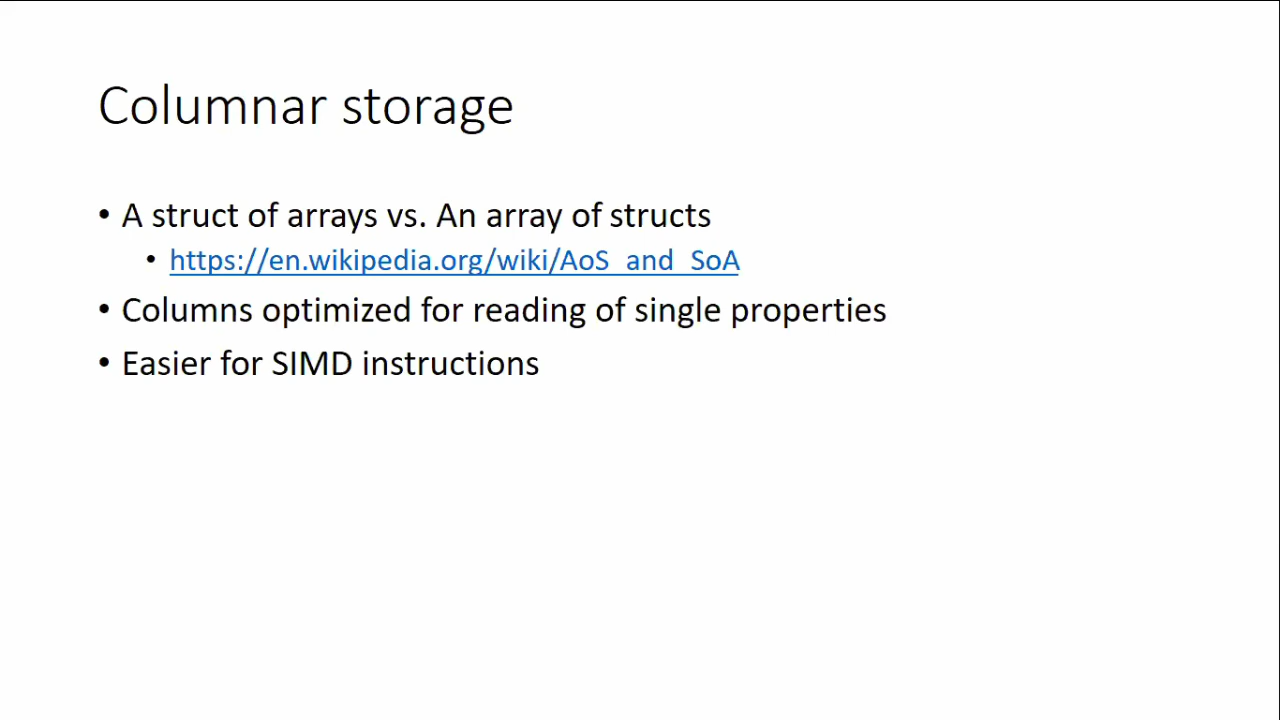 Columnar storage
• A struct of arrays vs. An array of structs
• https://en.wikipedia.org/wiki/AoS_and_SoA
• Columns optimized for reading of single properties
• Easier for SIMD instructions